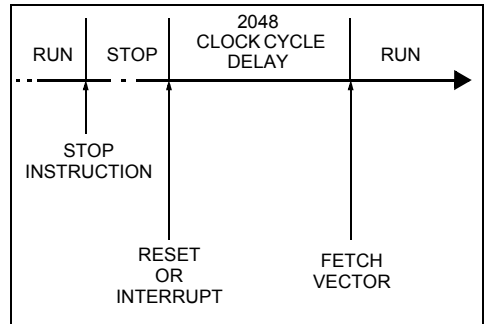 2048
CLOCK CYCLE
DELAY
RUN
STOP
RUN
STOP
INSTRUCTION
RESET
OR
INTERRUPT
FETCH
VECTOR